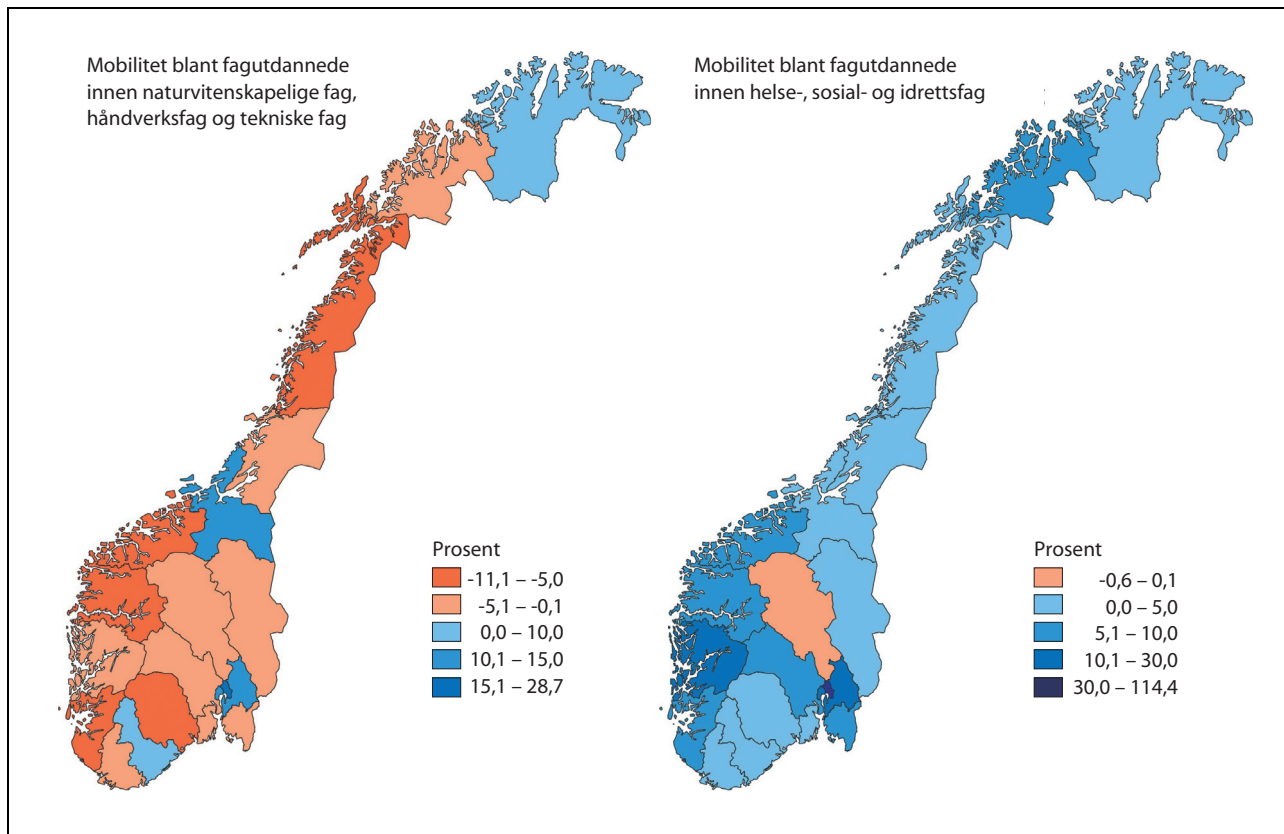 Mobilitet blant fagutdannede
innen naturvitenskapelige fag,
håndverksfag og tekniske fag
Prosent
-11,1 – -5,0
-5,1 – -0,1
0,0 – 10,0
10,1 – 15,0
15,1 – 28,7
Mobilitet blant fagutdannede
innen helse-, sosial- og idrettsfag
Prosent
-0,6 – 0,1
0,0 – 5,0
5,1 – 10,0
10,1 – 30,0
30,0 – 114,4